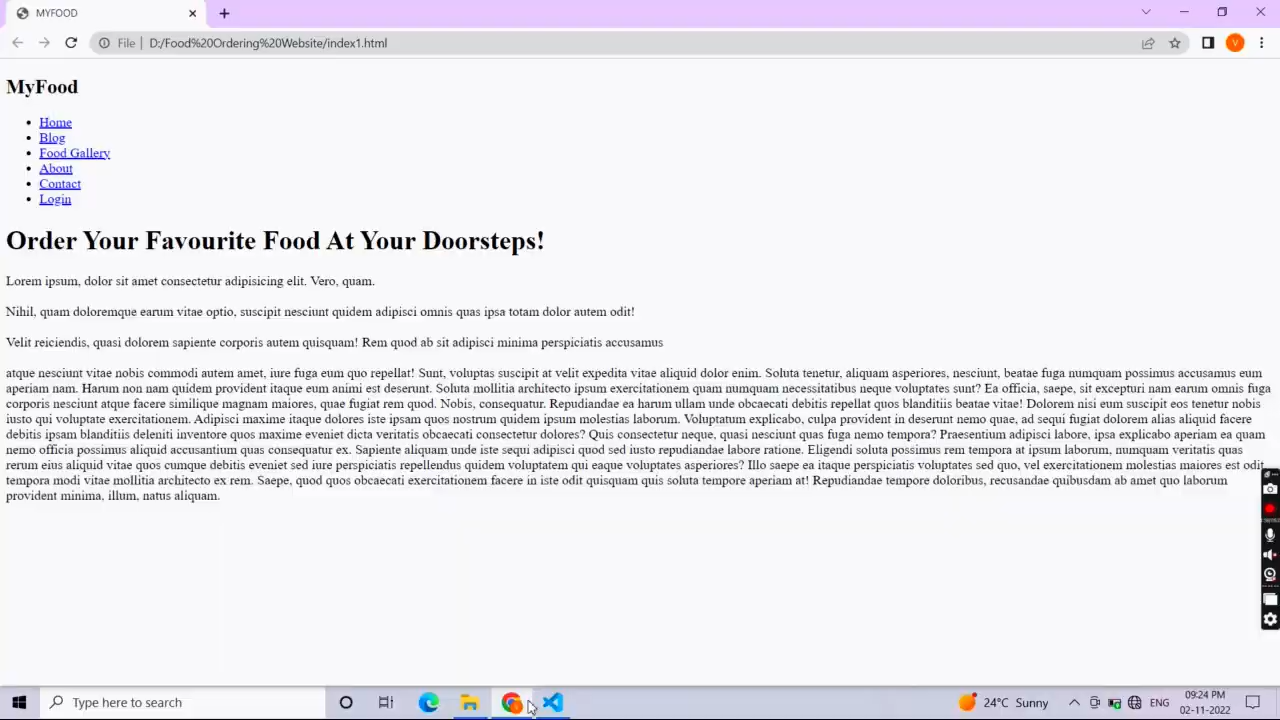 MYFOOD
File
D:/Food%20Ordering%20Website/index1.html
V
MyFood
Home
Blog
Food Gallery
About
Contact
Login
Order Your Favourite Food At Your Doorsteps!
Lorem ipsum, dolor sit amet consectetur adipisicing elit. Vero, quam.
Nihil, quam doloremque earum vitae optio, suscipit nesciunt quidem adipisci omnis quas ipsa totam dolor autem odit!
Velit reiciendis, quasi dolorem sapiente corporis autem quisquam! Rem quod ab sit adipisci minima perspiciatis accusamus
atque nesciunt vitae nobis commodi autem amet, iure fuga eum quo repellat! Sunt, voluptas suscipit at velit expedita vitae aliquid dolor enim. Soluta tenetur, aliquam asperiores, nesciunt, beatae fuga numquam possimus accusamus eum
aperiam nam. Harum non nam quidem provident itaque eum animi est deserunt. Soluta mollitia architecto ipsum exercitationem quam numquam necessitatibus neque voluptates sunt? Ea officia, saepe, sit excepturi nam earum omnis fuga
corporis nesciunt atque facere similique magnam maiores, quae fugiat rem quod. Nobis, consequatur. Repudiandae ea harum ullam unde obcaecati debitis repellat quos blanditiis beatae vitae! Dolorem nisi eum suscipit eos tenetur nobis
iusto qui voluptate exercitationem. Adipisci maxime itaque dolores iste ipsam quos nostrum quidem ipsum molestias laborum. Voluptatum explicabo, culpa provident in deserunt nemo quae, ad sequi fugiat dolorem alias aliquid facere
debitis ipsam blanditiis deleniti inventore quos maxime eveniet dicta veritatis obcaecati consectetur dolores? Quis consectetur neque, quasi nesciunt quas fuga nemo tempora? Praesentium adipisci labore, ipsa explicabo aperiam ea quam
nemo officia possimus aliquid accusantium quas consequatur ex. Sapiente aliquam unde iste sequi adipisci quod sed iusto repudiandae labore ratione. Eligendi soluta possimus rem tempora at ipsum laborum, numquam veritatis quas
rerum eius aliquid vitae quos cumque debitis eveniet sed iure perspiciatis repellendus quidem voluptatem qui eaque voluptates asperiores? Illo saepe ea itaque perspiciatis voluptates sed quo, vel exercitationem molestias maiores est odit
tempora modi vitae mollitia architecto ex rem. Saepe, quod quos obcaecati exercitationem facere in iste odit quisquam quis soluta tempore aperiam at! Repudiandae tempore doloribus, recusandae quibusdam ab amet quo laborum
provident minima, illum, natus aliquam.
Type here to search
24°C Sunny
ENG
09:24 PM
02-11-2022